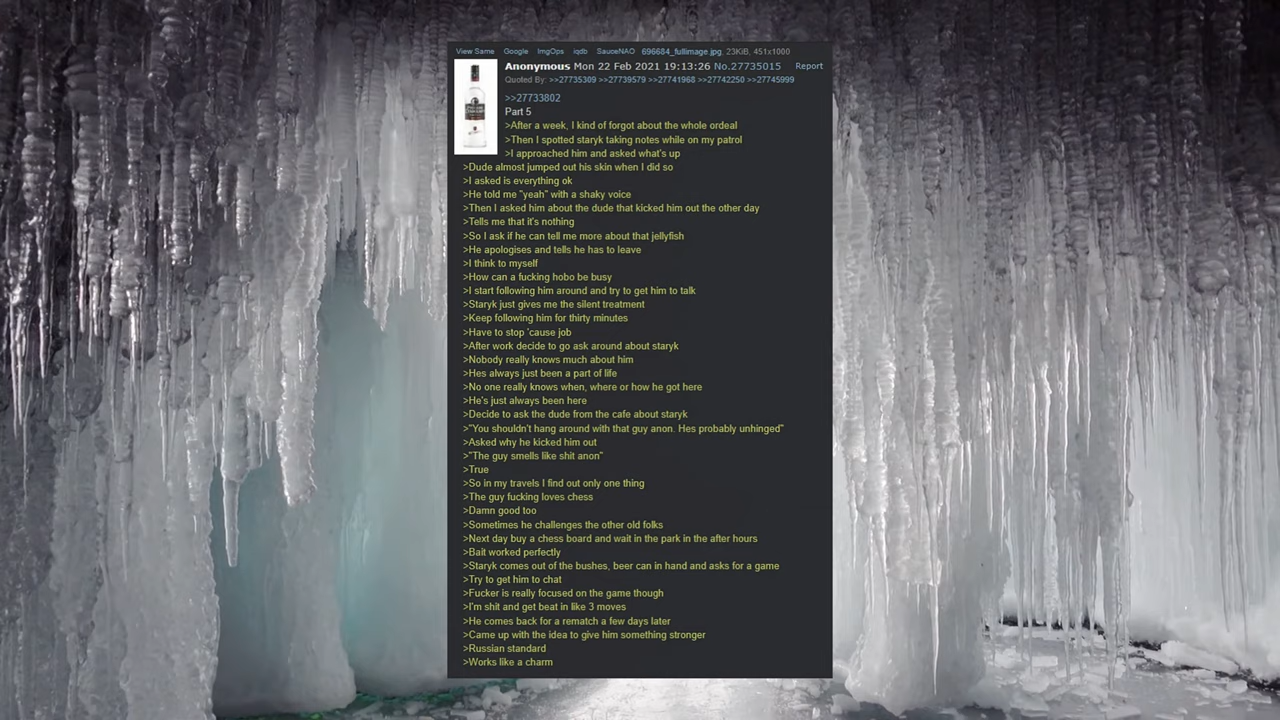 View Same Google ImgOps iqdb SauceNAO 696684_fullimage.jpg, 23KiB, 451x1000
Anonymous Mon 22 Feb 2021 19:13:26 No.27735015 Report
Quoted By: >>27735309 >>27739579 >>27741968 >>27742250 >>27745999
>>27733802
Part 5
>After a week, I kind of forgot about the whole ordeal
>Then I spotted staryk taking notes while on my patrol
>I approached him and asked what's up
>Dude almost jumped out his skin when I did so
>I asked is everything ok
>He told me "yeah" with a shaky voice
>Then I asked him about the dude that kicked him out the other day
>Tells me that it's nothing
>So I ask if he can tell me more about that jellyfish
>He apologises and tells he has to leave
>I think to myself
>How can a fucking hobo be busy
>I start following him around and try to get him to talk
>Staryk just gives me the silent treatment
>Keep following him for thirty minutes
>Have to stop 'cause job
>After work decide to go ask around about staryk
>Nobody really knows much about him
>Hes always just been a part of life
>No one really knows when, where or how he got here
>He's just always been here
>Decide to ask the dude from the cafe about staryk
>"You shouldn't hang around with that guy anon. Hes probably unhinged"
>Asked why he kicked him out
>"The guy smells like shit anon"
>True
>So in my travels I find out only one thing
>The guy fucking loves chess
>Damn good too
>Sometimes he challenges the other old folks
>Next day buy a chess board and wait in the park in the after hours
>Bait worked perfectly
>Staryk comes out of the bushes, beer can in hand and asks for a game
>Try to get him to chat
>Fucker is really focused on the game though
>I'm shit and get beat in like 3 moves
>He comes back for a rematch a few days later
>Came up with the idea to give him something stronger
>Russian standard
>Works like a charm